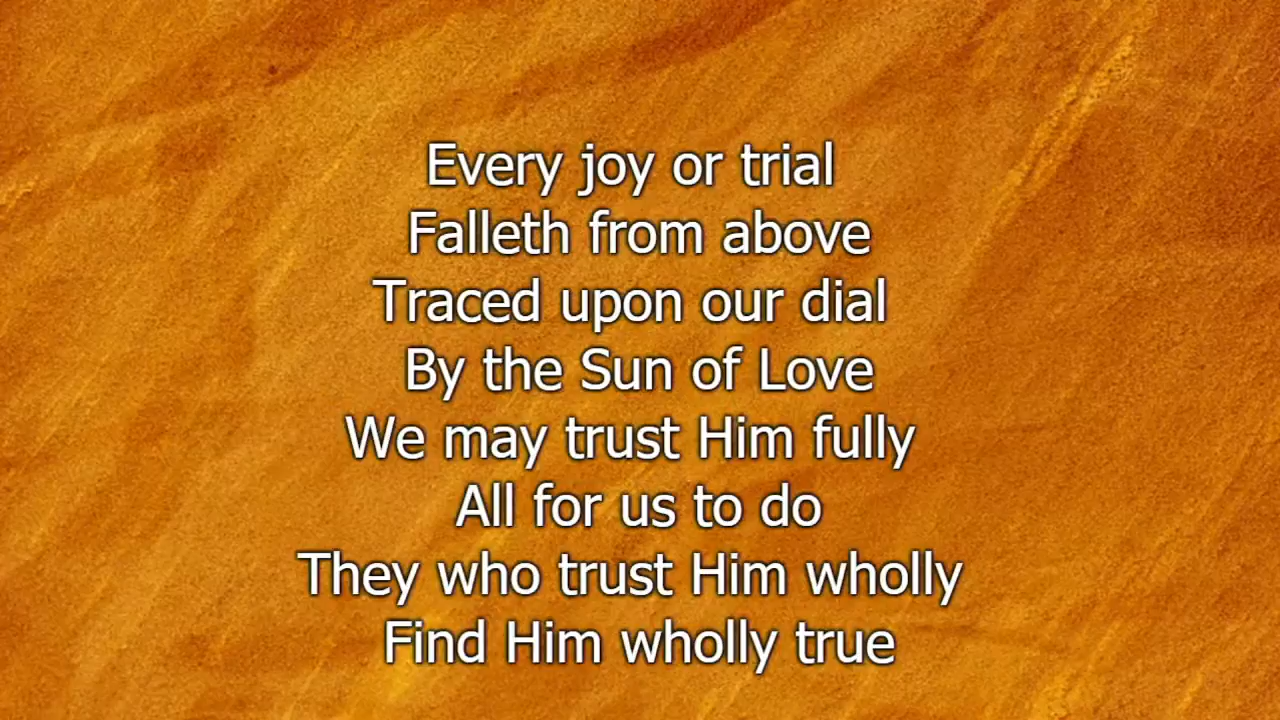 Every joy or trial
Falleth from above
Traced upon our dial
By the Sun of Love
We may trust Him fully
All for us to do
They who trust Him wholly
Find Him wholly true